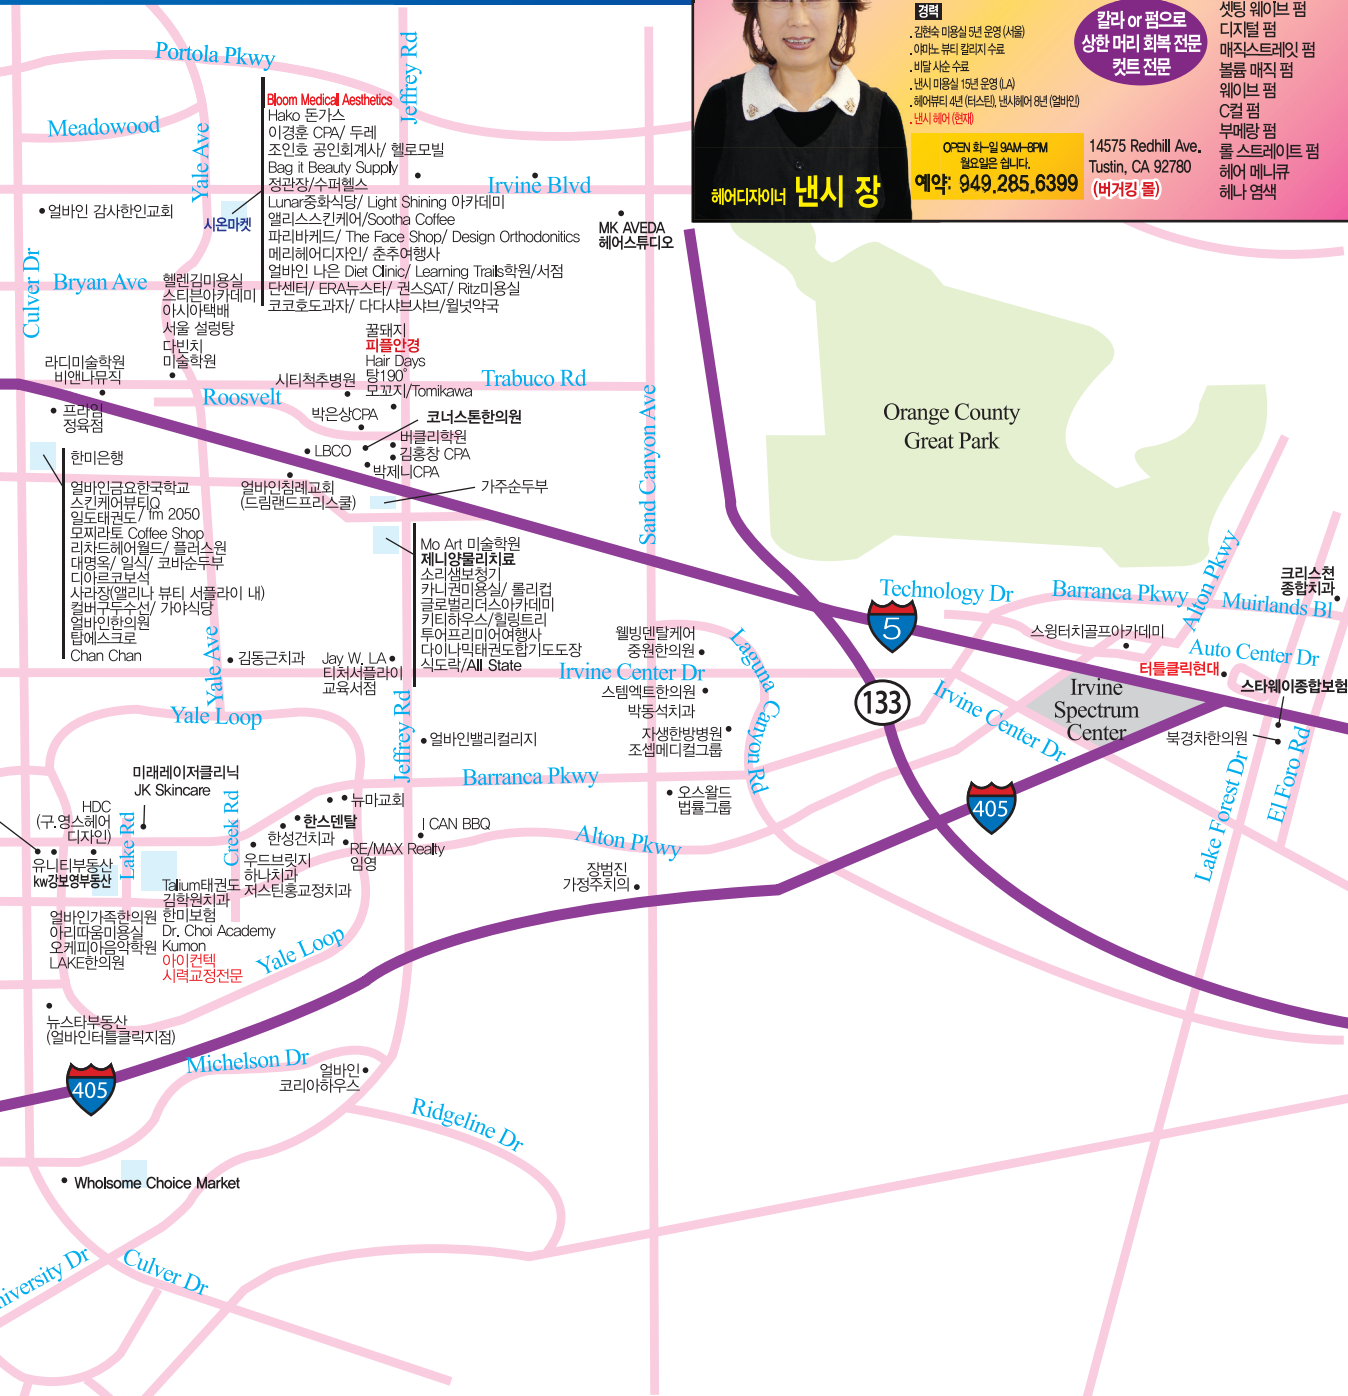 경력
. 김현숙 미용실 5년 운영 (서울)
. 야마노 뷰티 칼리지 수료
. 비달 사순 수료
. 낸시 미용실 15년 운영 (LA)
. 헤어뷰티 4년 (터스틴), 낸시헤어 8년 (얼바인)
. 낸시 헤어 (현재)
칼라 or 펌으로
상한 머리 회복 전문
컷트 전문
셋팅 웨이브 펌
디지털 펌
매직스트레잇 펌
볼륨 매직 펌
웨이브 펌
C컬 펌
부메랑 펌
롤 스트레이트 펌
헤어 메니큐
헤나 염색
OPEN 화-일 9AM-8PM
월요일은 쉽니다.
예약: 949.285.6399
14575 Redhill Ave.
Tustin, CA 92780
(버거킹 몰)
헤어디자이너 낸시 장
Portola Pkwy
Jeffrey Rd
Meadowood
Yale Ave
Irvine Blvd
Culver Dr
Bryan Ave
Bloom Medical Aesthetics
Hako 돈가스
이경훈 CPA/ 두레
조인호 공인회계사/ 헬로모빌
Bag it Beauty Supply
정관장/수퍼헬스
Lunar중화식당/ Light Shining 아카데미
앨리스스킨케어/Sootha Coffee
파리바케드/ The Face Shop/ Design Orthodonitics
메리헤어디자인/ 춘추여행사
얼바인 나은 Diet Clinic/ Learning Trails학원/서점
단센터/ ERA뉴스타/ 권스SAT/ Ritz미용실
코코호도과자/ 다다샤브샤브/월넛약국
시온마켓
얼바인 감사한인교회
MK AVEDA
헤어스튜디오
헬렌김미용실
스티븐아카데미
아시아택배
서울 설렁탕
다빈치
미술학원
꿀돼지
피플안경
Hair Days
탕190°
모꼬지/Tomikawa
라디미술학원
비앤나뮤직
시티척추병원
Trabuco Rd
Roosvelt
프라임
정육점
박은상CPA
코너스톤한의원
LBCO
버클리학원
김홍창 CPA
박제니CPA
얼바인침례교회
(드림랜드프리스쿨)
가주순두부
Sand Canyon Ave
Orange County
Great Park
한미은행
얼바인금요한국학교
스킨케어뷰티Q
일도태권도/ fm 2050
모찌라토 Coffee Shop
리차드헤어월드/ 플러스원
대명옥/ 일식/ 코바순두부
디아르코보석
사라장(앨리나 뷰티 서플라이 내)
컬버구두수선/ 가야식당
얼바인한의원
탑에스크로
Chan Chan
Mo Art 미술학원
제니양물리치료
소리샘보청기
카니권미용실/ 롤리컵
글로벌리더스아카데미
키티하우스/힐링트리
투어프리미어여행사
다이나믹태권도합기도도장
식도락/All State
Yale Ave
김동근치과
Jay W. LA
티처서플라이
교육서점
Technology Dr
Barranca Pkwy
Alton Pkwy
크리스천
종합치과
Muirlands Bl
5
스윙터치골프아카데미
Auto Center Dr
터틀클릭현대
스타웨이종합보험
Irvine
Spectrum
Center
북경차한의원
웰빙덴탈케어
중원한의원
Irvine Center Dr
스템엑트한의원
박동석치과
자생한방병원
조셉메디컬그룹
Laguna Canyon Rd
133
Irvine Center Dr
Yale Loop
Jeffrey Rd
얼바인밸리컬리지
Barranca Pkwy
405
Lake Forest Dr
El Foro Rd
미래레이저클리닉
JK Skincare
HDC
(구.영스헤어
디자인)
Lake Rd
Creek Rd
뉴마교회
한스덴탈
한성건치과
I CAN BBQ
RE/MAX Realty
임영
Alton Pkwy
오스왈드
법률그룹
장범진
가정주치의
유니티부동산
kw강보영부동산
우드브릿지
하나치과
저스틴홍교정치과
Talium태권도
김학원치과
한미보험
Dr. Choi Academy
Kumon
아이컨텍
시력교정전문
얼바인가족한의원
아리따움미용실
오케피아음악학원
LAKE한의원
Yale Loop
뉴스타부동산
(얼바인터틀클릭지점)
405
Michelson Dr
얼바인
코리아하우스
Ridgeline Dr
Wholsome Choice Market
niversity Dr
Culver Dr